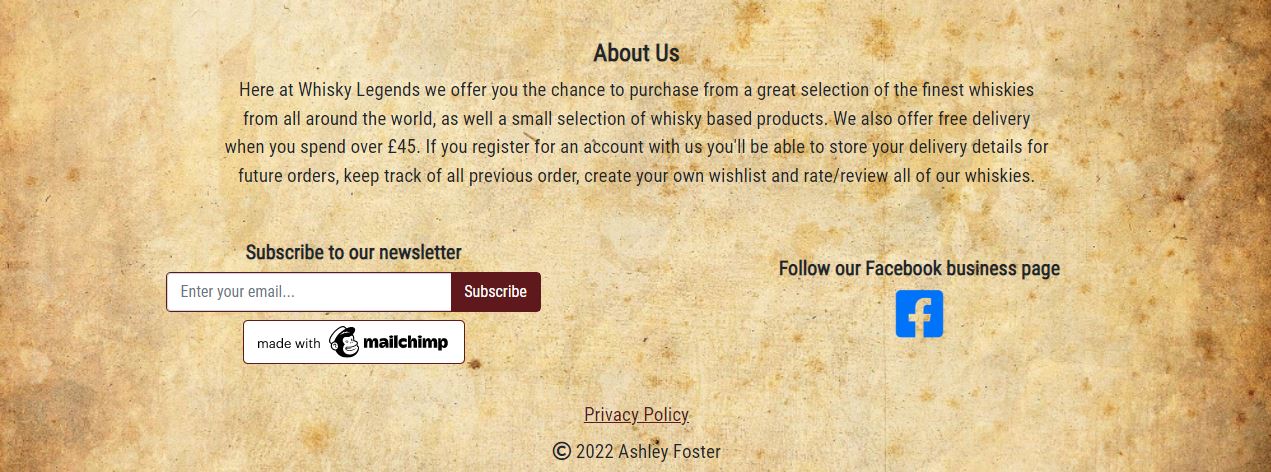 About Us
Here at Whisky Legends we offer you the chance to purchase from a great selection of the finest whiskies
from all around the world, as well a small selection of whisky based products. We also offer free delivery
when you spend over £45. If you register for an account with us you'll be able to store your delivery details for
future orders, keep track of all previous order, create your own wishlist and rate/review all of our whiskies.
Subscribe to our newsletter
Enter your email... Subscribe
made with mailchimp
Follow our Facebook business page
Privacy Policy
© 2022 Ashley Foster